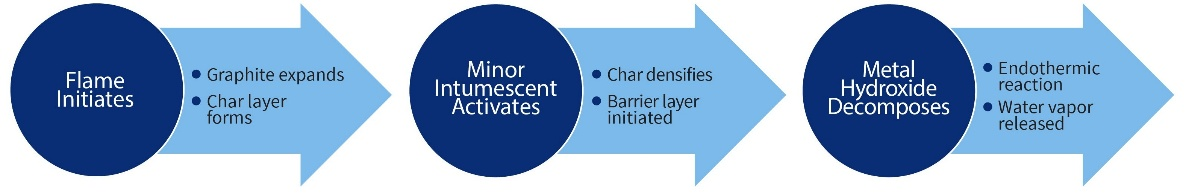 Flame
Initiates
• Graphite expands
• Char layer
forms
Minor
Intumescent
Activates
• Char densifies
• Barrier layer
initiated
Metal
Hydroxide
Decomposes
• Endothermic
reaction
• Water vapor
released